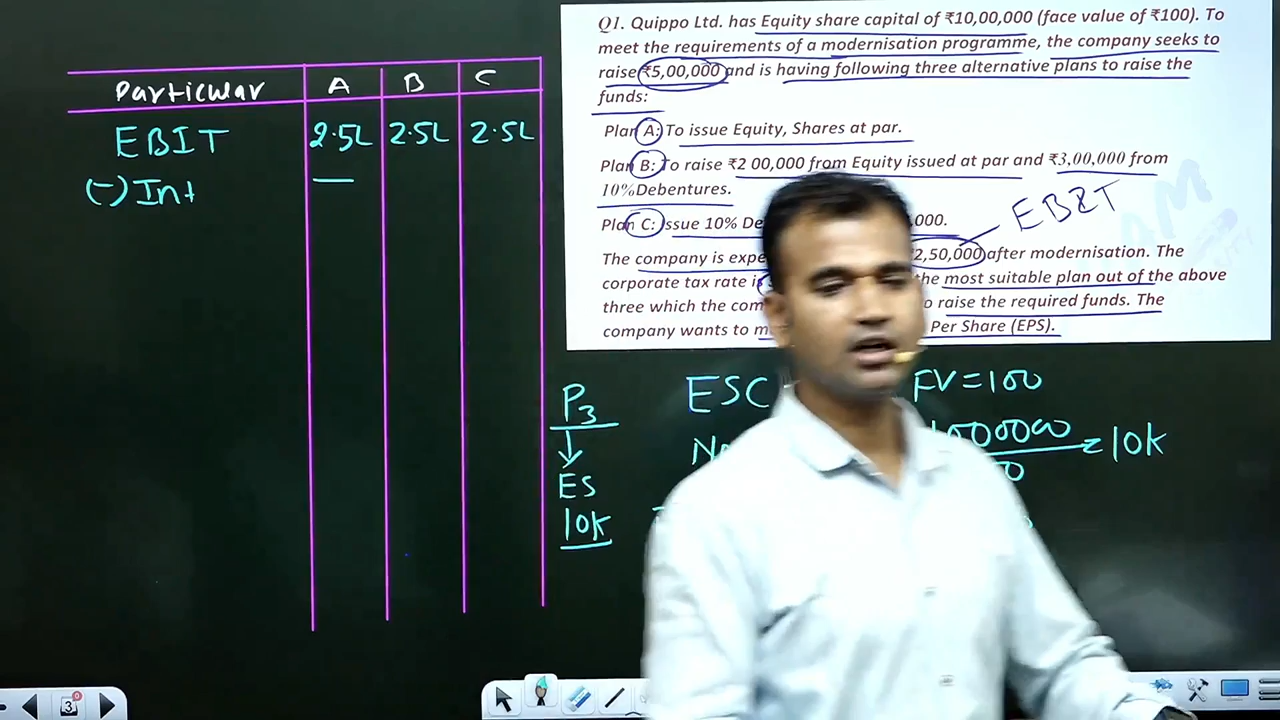 Q1. Quippo Ltd. has Equity share capital of ₹10,00,000 (face value of ₹100). To
meet the requirements of a modernisation programme, the company seeks to
raise ₹5,00,000 and is having following three alternative plans to raise the
funds:
Plan A: To issue Equity, Shares at par.
Plan B: To raise ₹2 00,000 from Equity issued at par and ₹3,00,000 from
10%Debentures.
Plan C: Issue 10% De 000.
The company is expe ₹2,50,000 after modernisation. The
corporate tax rate is the most suitable plan out of the above
three which the com o raise the required funds. The
company wants to m Per Share (EPS).
EBIT
Particular A B C
EBIT 2.5L 2.5L 2.5L
(-) Int —
P3
ES
10k
ESC FV=100
1000000 = 10k
3